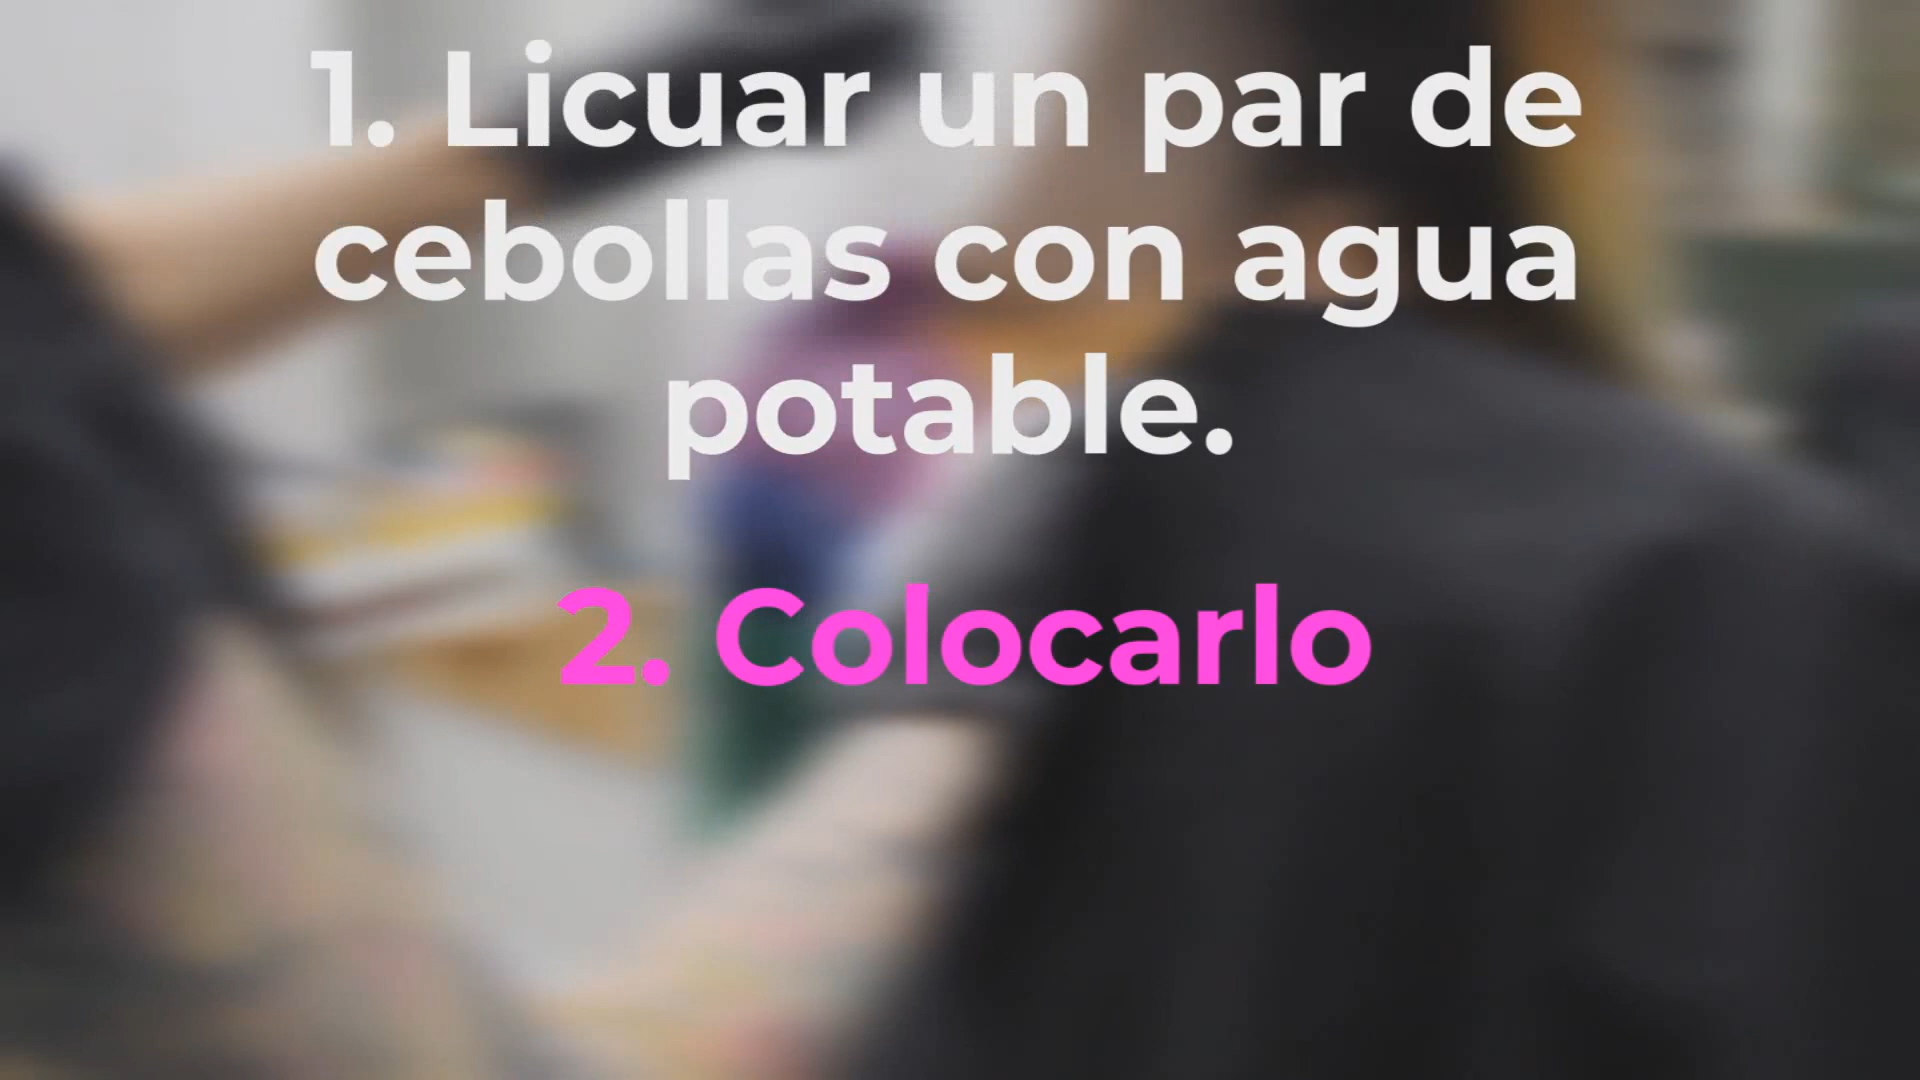 1. Licuar un par de
cebollas con agua
potable.
2. Colocarlo